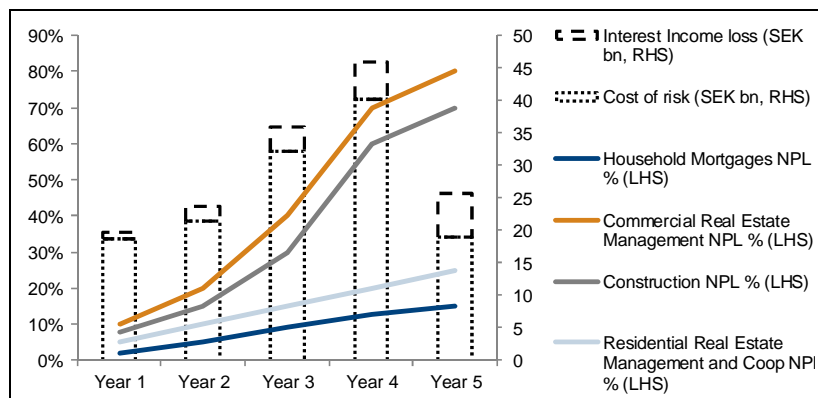 90%
80%
70%
60%
50%
40%
30%
20%
10%
0%
50
45
40
35
30
25
20
15
10
5
0
Year 1 Year 2 Year 3 Year 4 Year 5
Interest Income loss (SEK
bn, RHS)
Cost of risk (SEK bn, RHS)
Household Mortgages NPL
% (LHS)
Commercial Real Estate
Management NPL % (LHS)
Construction NPL % (LHS)
Residential Real Estate
Management and Coop NPL
% (LHS)